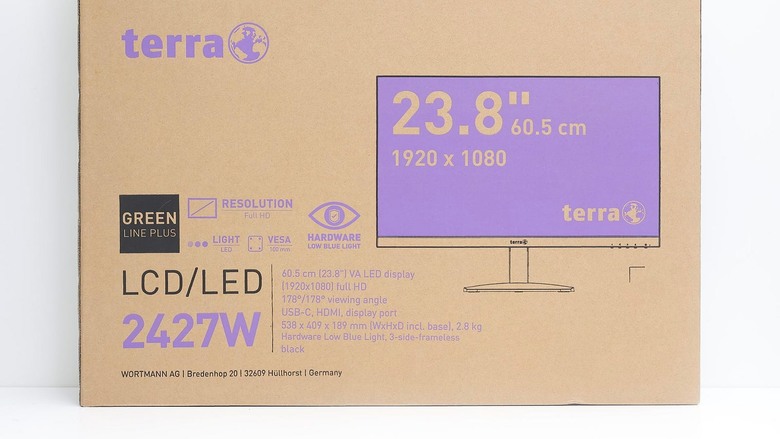 terra
23.8" 60.5 cm
1920 x 1080
terra
terra
GREEN
LINE PLUS
RESOLUTION
Full HD
LIGHT
LED
VESA
100 mm
HARDWARE
LOW BLUE LIGHT
LCD/LED
2427W
60.5 cm (23.8") VA LED display
(1920x1080) full HD
178°/178° viewing angle
USB-C, HDMI, display port
538 x 409 x 189 mm (WxHxD incl. base), 2.8 kg
Hardware Low Blue Light, 3-side-frameless
black
WORTMANN AG | Bredenhop 20 | 32609 Hüllhorst | Germany